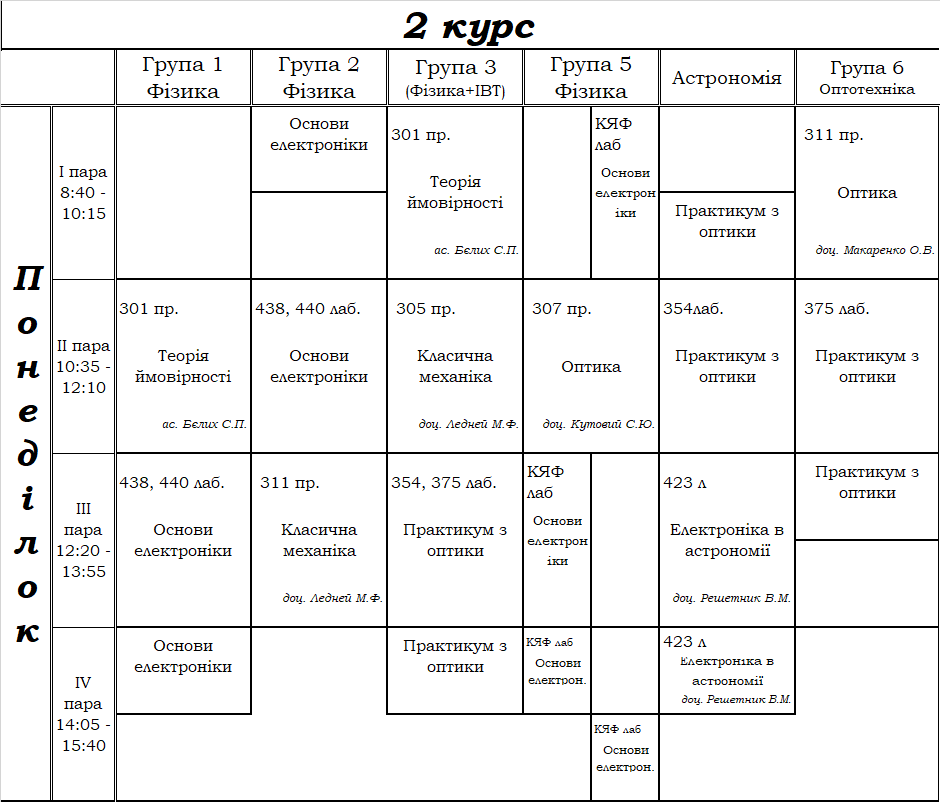 2 курс
Група 1
Фізика
Група 2
Фізика
Група 3
(Фізика+ІВТ)
Група 5
Фізика
Астрономія
Група 6
Оптотехніка
Понеділок
І пара
8:40 -
10:15
Основи
електроніки
301 пр.
Теорія
ймовірності
ас. Бєлих С.П.
КЯФ
лаб
Основи
електрон
іки
Практикум з
оптики
311 пр.
Оптика
доц. Макаренко О.В.
ІІ пара
10:35 -
12:10
301 пр.
Теорія
ймовірності
ас. Бєлих С.П.
438, 440 лаб.
Основи
електроніки
305 пр.
Класична
механіка
доц. Ледней М.Ф.
307 пр.
Оптика
доц. Кутовий С.Ю.
354лаб.
Практикум з
оптики
375 лаб.
Практикум з
оптики
ІІІ
пара
12:20 -
13:55
438, 440 лаб.
Основи
електроніки
311 пр.
Класична
механіка
доц. Ледней М.Ф.
354, 375 лаб.
Практикум з
оптики
КЯФ
лаб
Основи
електрон
іки
423 л
Електроніка в
астрономії
доц. Решетник В.М.
Практикум з
оптики
IV
пара
14:05 -
15:40
Основи
електроніки
Практикум з
оптики
КЯФ лаб
Основи
електрон.
КЯФ лаб
Основи
електрон.
423 л
Електроніка в
астрономії
доц. Решетник В.М.